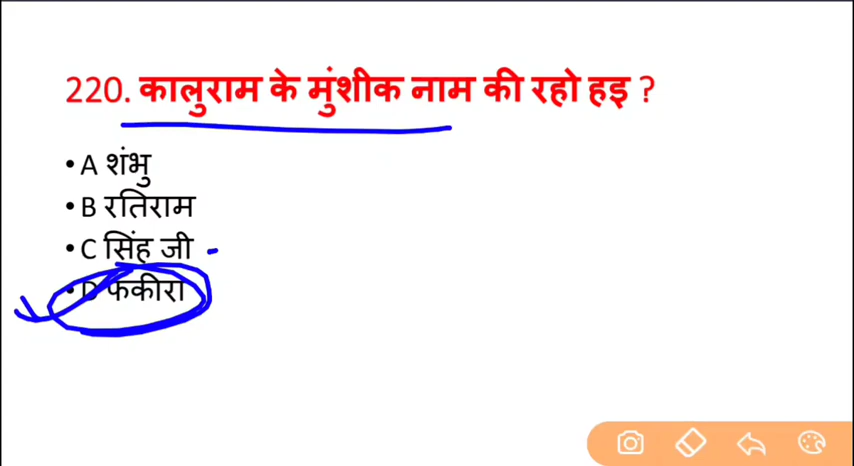 220. कालुराम के मुंशीक नाम की रहो हइ ?
• A शंभु
• B रतिराम
• C सिंह जी
• D फकीरा